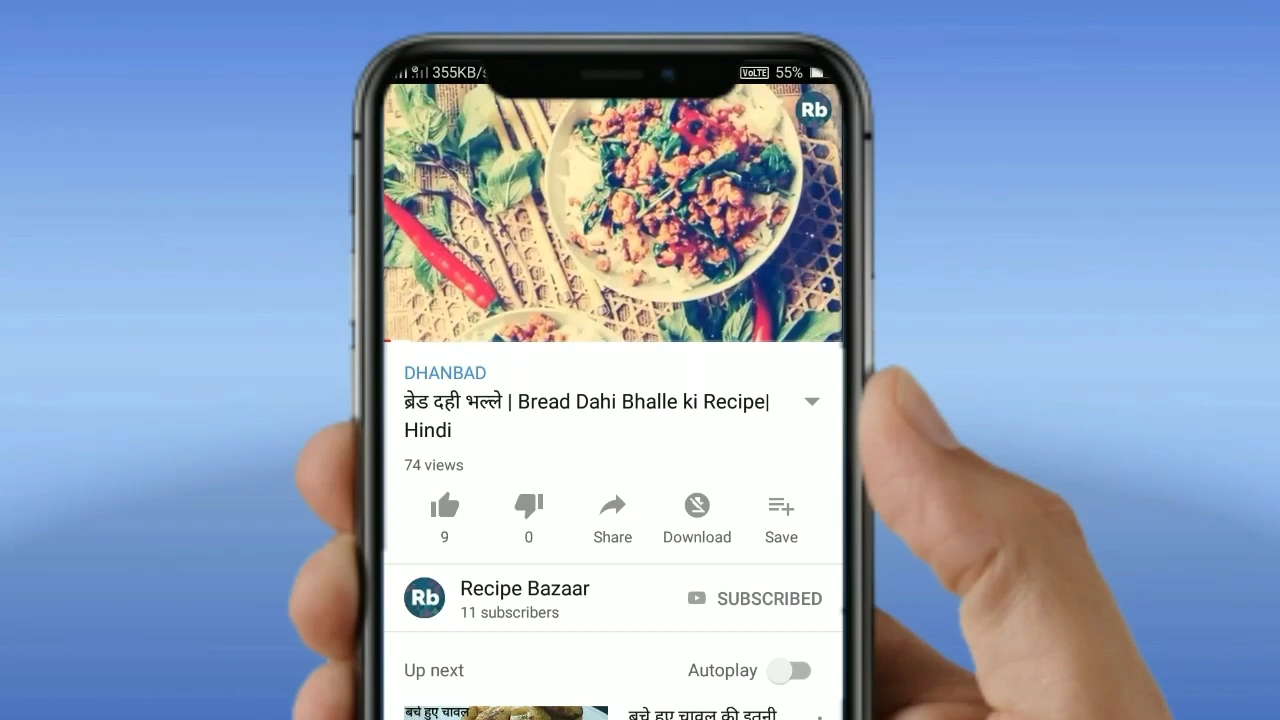 355KB/s
VoLTE 55%
Rb
DHANBAD
ब्रेड दही भल्ले | Bread Dahi Bhalle ki Recipe|
Hindi
74 views
9
0
Share
Download
Save
Rb
Recipe Bazaar
11 subscribers
SUBSCRIBED
Up next
Autoplay
बचे हुए चावल
बचे हुए चावल की इतनी